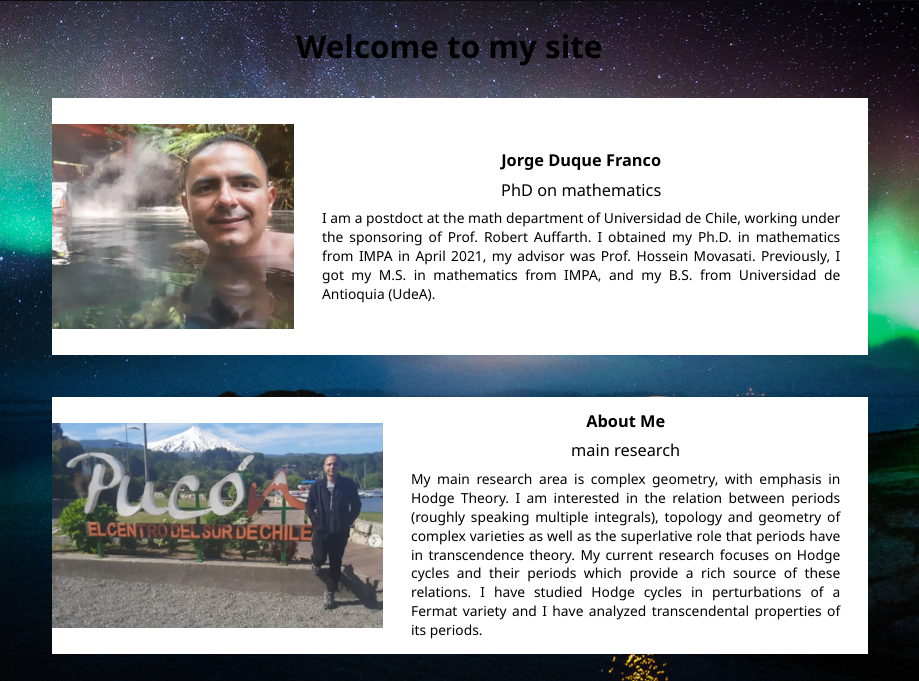 Welcome to my site
Jorge Duque Franco
PhD on mathematics
I am a postdoct at the math department of Universidad de Chile, working under
the sponsoring of Prof. Robert Auffarth. I obtained my Ph.D. in mathematics
from IMPA in April 2021, my advisor was Prof. Hossein Movasati. Previously, I
got my M.S. in mathematics from IMPA, and my B.S. from Universidad de
Antioquia (UdeA).
Pucón
EL CENTRO DEL SUR DE CHILE
About Me
main research
My main research area is complex geometry, with emphasis in
Hodge Theory. I am interested in the relation between periods
(roughly speaking multiple integrals), topology and geometry of
complex varieties as well as the superlative role that periods have
in transcendence theory. My current research focuses on Hodge
cycles and their periods which provide a rich source of these
relations. I have studied Hodge cycles in perturbations of a
Fermat variety and I have analyzed transcendental properties of
its periods.